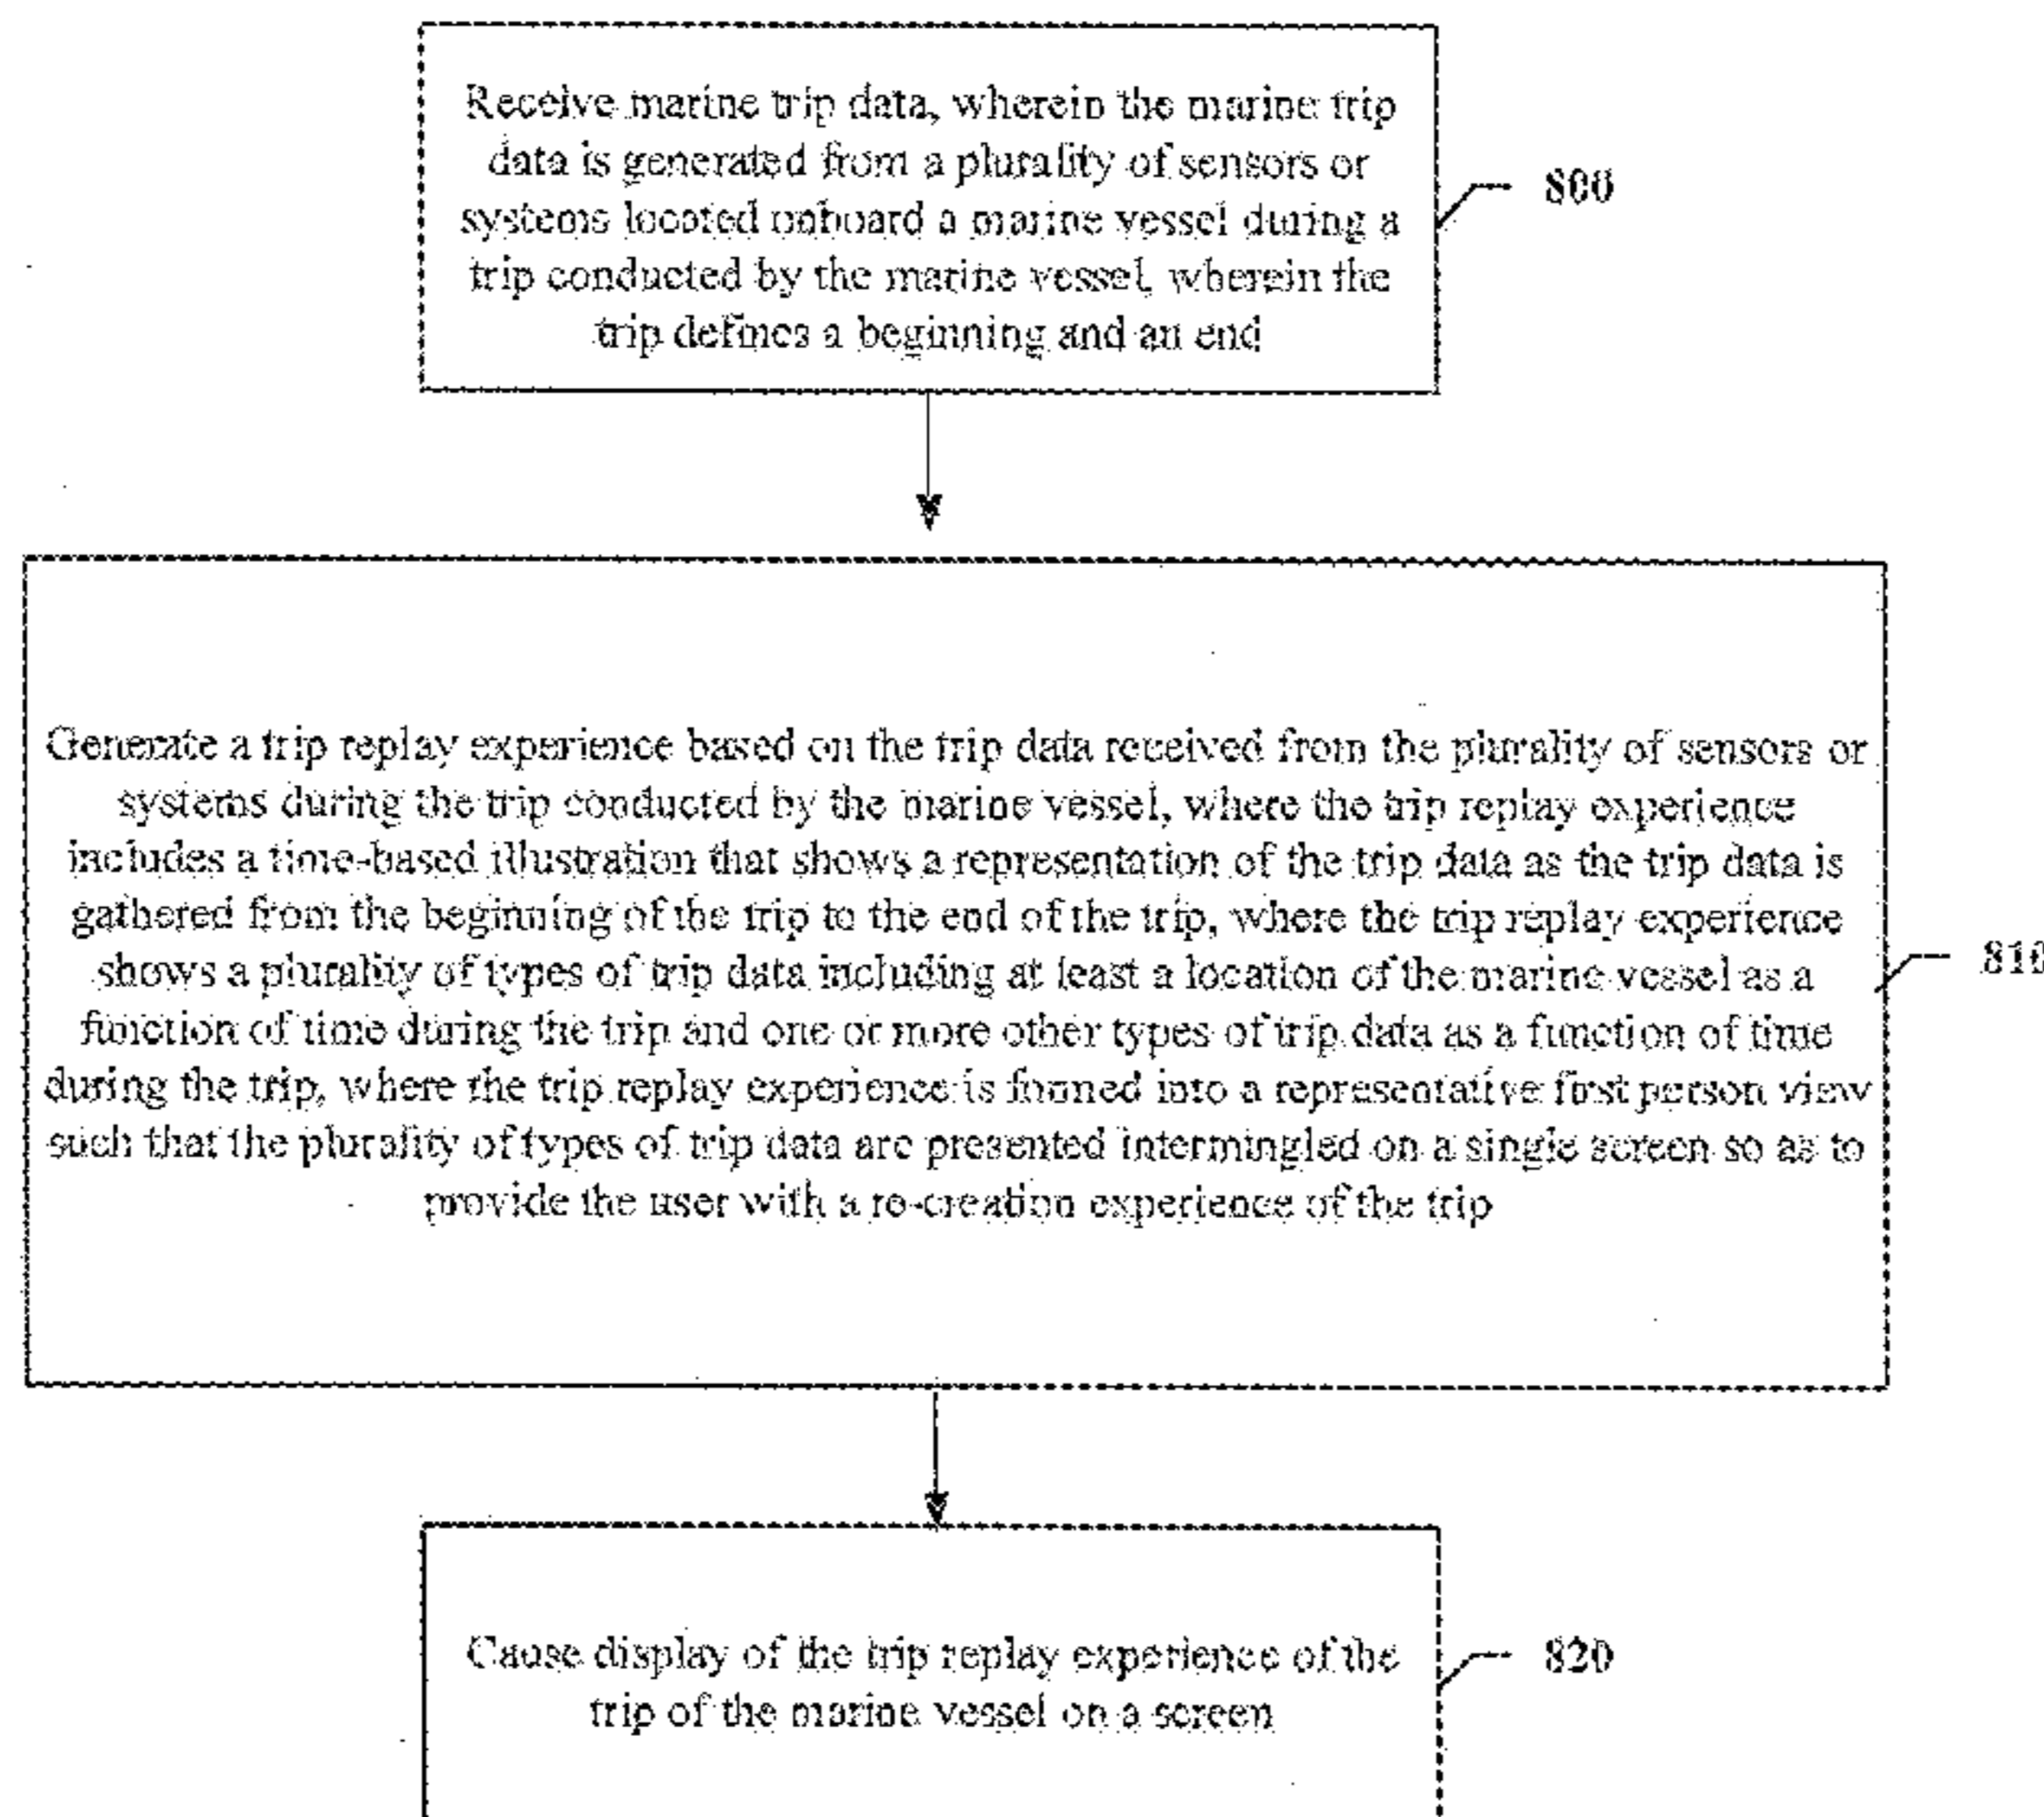 Receive marine trip data, wherein the marine trip
data is generated from a plurality of sensors or
systems located onboard a marine vessel during a
trip conducted by the marine vessel, wherein the
trip defines a beginning and an end
800
Generate a trip replay experience based on the trip data received from the plurality of sensors or
systems during the trip conducted by the marine vessel, where the trip replay experience
includes a time-based illustration that shows a representation of the trip data as the trip data is
gathered from the beginning of the trip to the end of the trip, where the trip replay experience
shows a plurality of types of trip data including at least a location of the marine vessel as a
function of time during the trip and one or more other types of trip data as a function of time
during the trip, where the trip replay experience is formed into a representative first person view
such that the plurality of types of trip data are presented intermingled on a single screen so as to
provide the user with a re-creation experience of the trip
810
Cause display of the trip replay experience of the
trip of the marine vessel on a screen
820